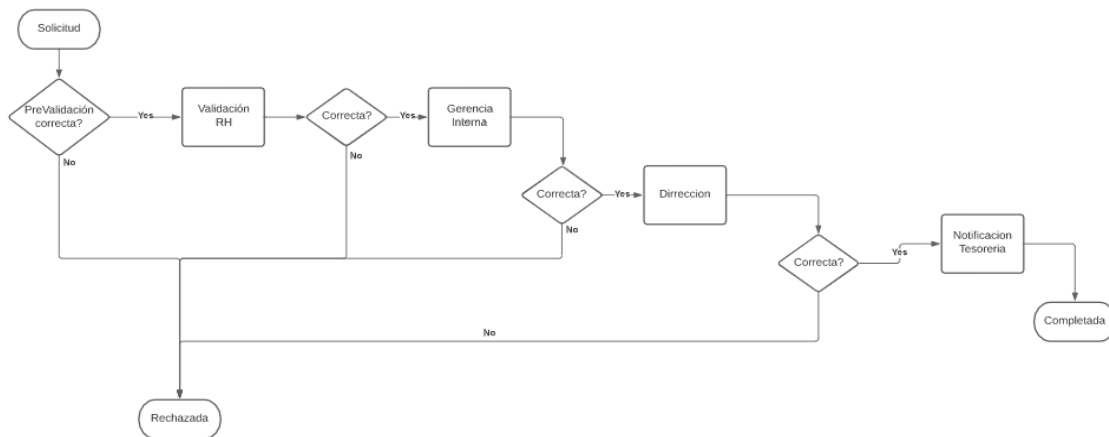 Solicitud
PreValidación
correcta?
Yes
No
Validación
RH
Correcta?
Yes
No
Gerencia
Interna
Correcta?
Yes
No
Dirreccion
Correcta?
Yes
No
Notificacion
Tesoreria
Completada
Rechazada